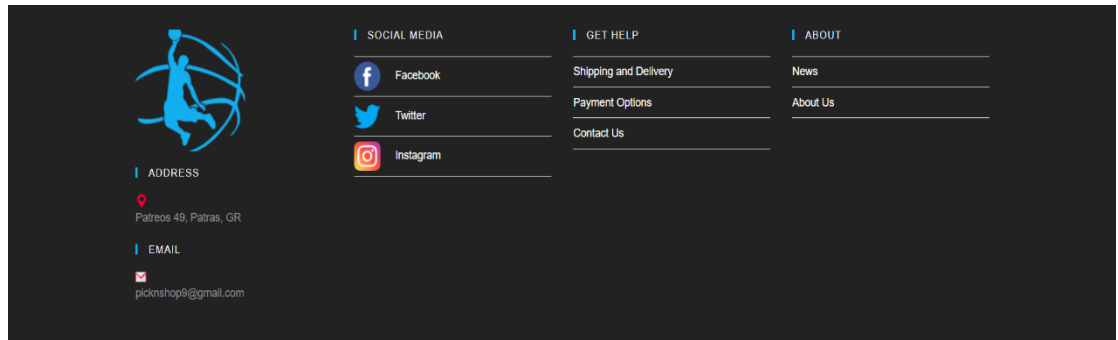 ADDRESS
Patreos 49, Patras, GR
EMAIL
picknshop9@gmail.com
SOCIAL MEDIA
Facebook
Twitter
Instagram
GET HELP
Shipping and Delivery
Payment Options
Contact Us
ABOUT
News
About Us